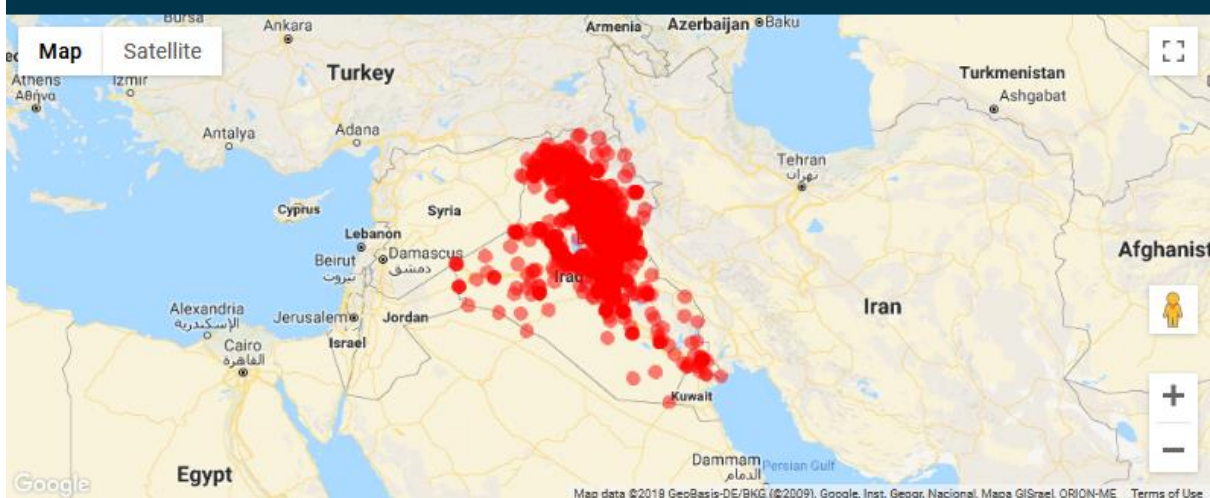 Bursa
Ankara
Armenia
Azerbaijan
Baku
Map
Satellite
Turkey
Turkmenistan
Ashgabat
Athens
Αθήνα
Izmir
Antalya
Adana
Tehran
تهران
Cyprus
Syria
Lebanon
Beirut
بيروت
Damascus
دمشق
Afghanist
Iraq
Iran
Alexandria
الإسكندرية
Jerusalem
Jordan
Israel
Cairo
القاهرة
Kuwait
Egypt
Dammam
الدمام
Persian Gulf
Google
Map data ©2019 GeoBasis-DE/BKG (©2009), Google, Inst. Geogr. Nacional, Mapa GISrael, ORION-ME
Terms of Use